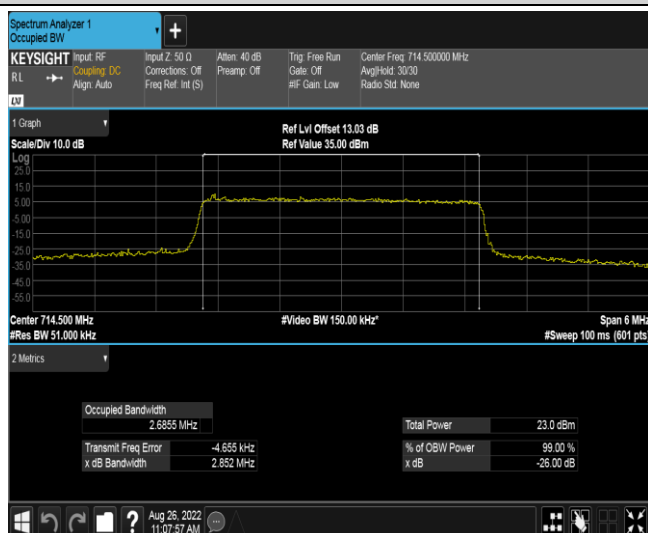 Spectrum Analyzer 1
Occupied BW
KEYSIGHT
RL
LXI
Input: RF
Coupling: DC
Align: Auto
Input Z: 50 Ω
Corrections: Off
Freq Ref: Int (S)
Atten: 40 dB
Preamp: Off
Trig: Free Run
Gate: Off
#IF Gain: Low
Center Freq: 714.500000 MHz
Avg|Hold: 30/30
Radio Std: None
1 Graph
Scale/Div 10.0 dB
Ref Lvl Offset 13.03 dB
Ref Value 35.00 dBm
Log
25.0
15.0
5.00
-5.00
-15.0
-25.0
-35.0
-45.0
-55.0
Center 714.500 MHz
#Res BW 51.000 kHz
#Video BW 150.00 kHz*
Span 6 MHz
#Sweep 100 ms (601 pts)
2 Metrics
Occupied Bandwidth
2.6855 MHz
Transmit Freq Error -4.655 kHz
x dB Bandwidth 2.852 MHz
Total Power 23.0 dBm
% of OBW Power 99.00 %
x dB -26.00 dB
?
Aug 26, 2022
11:07:57 AM